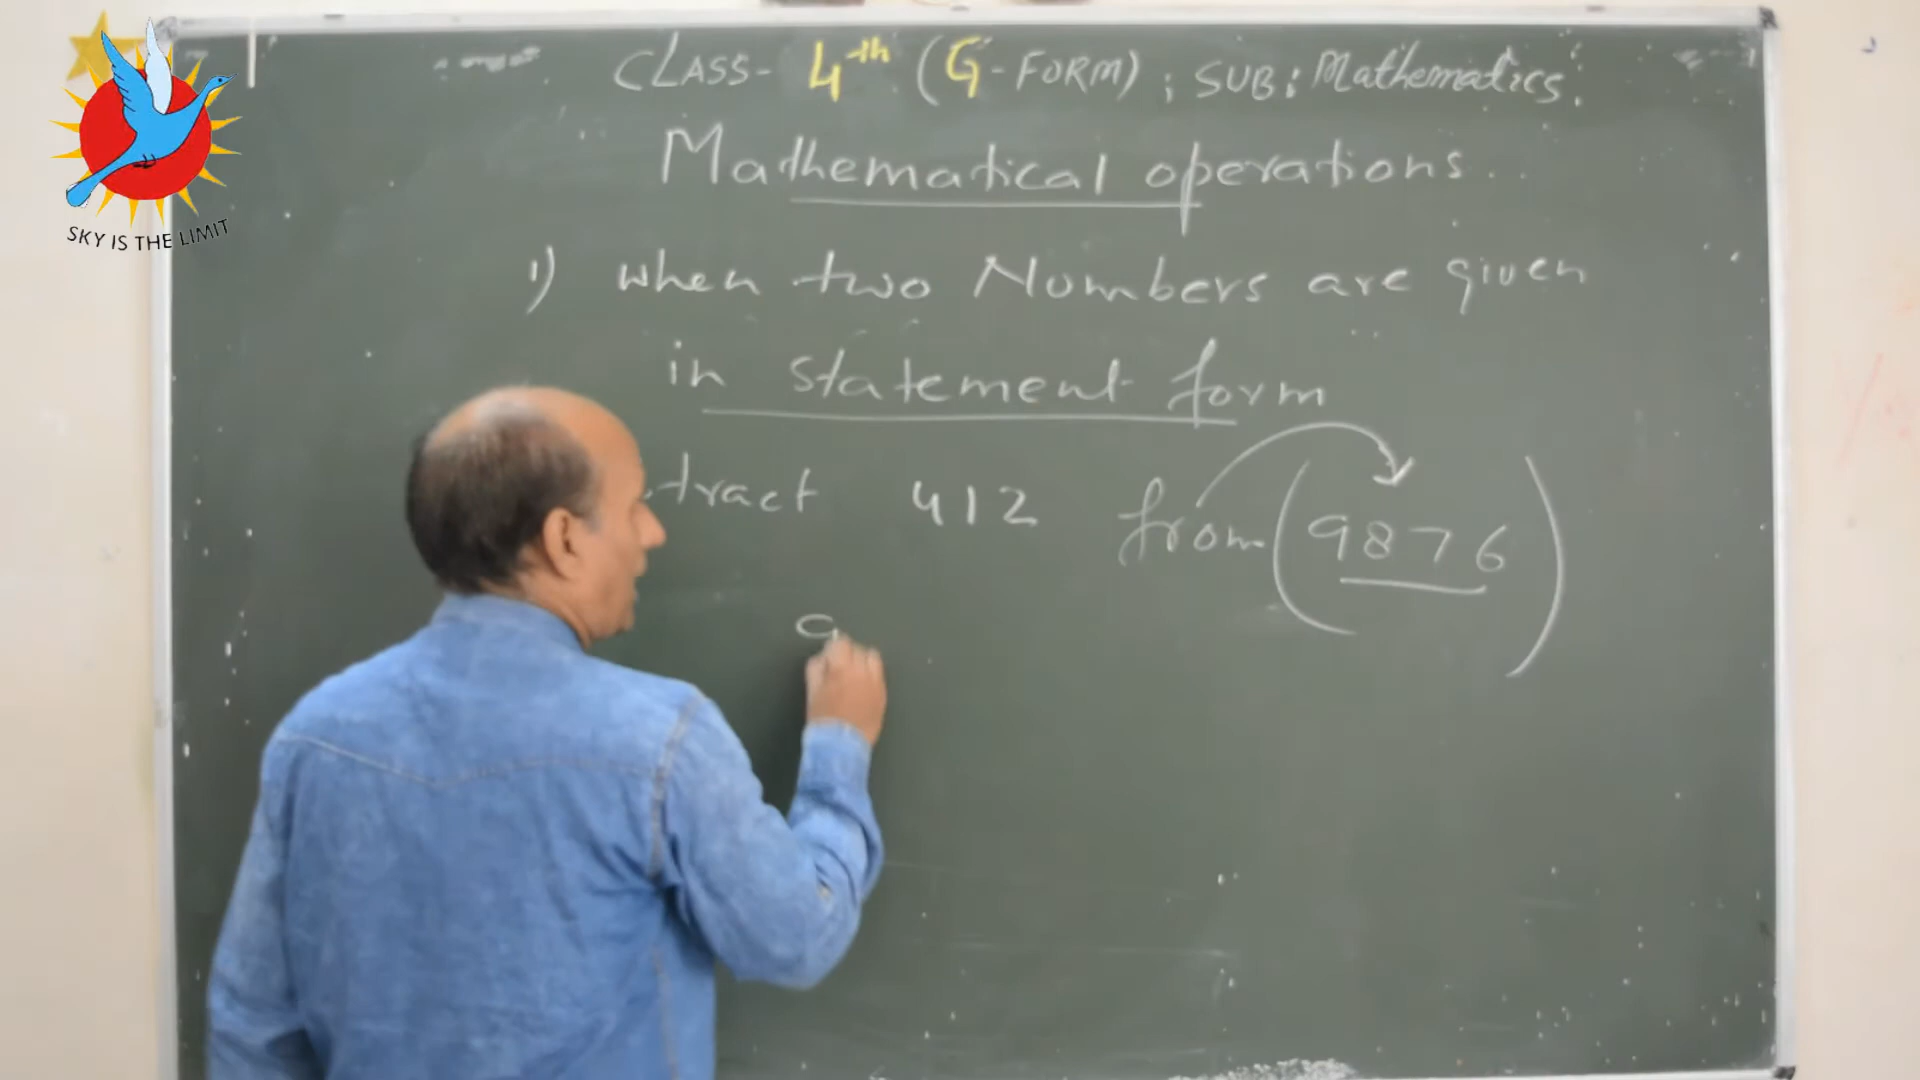 SKY IS THE LIMIT
CLASS- 4th (G-FORM) ; SUB: Mathematics.
Mathematical operations..
1) when two Numbers are given
in statement form
tract 412 from (9876)
9